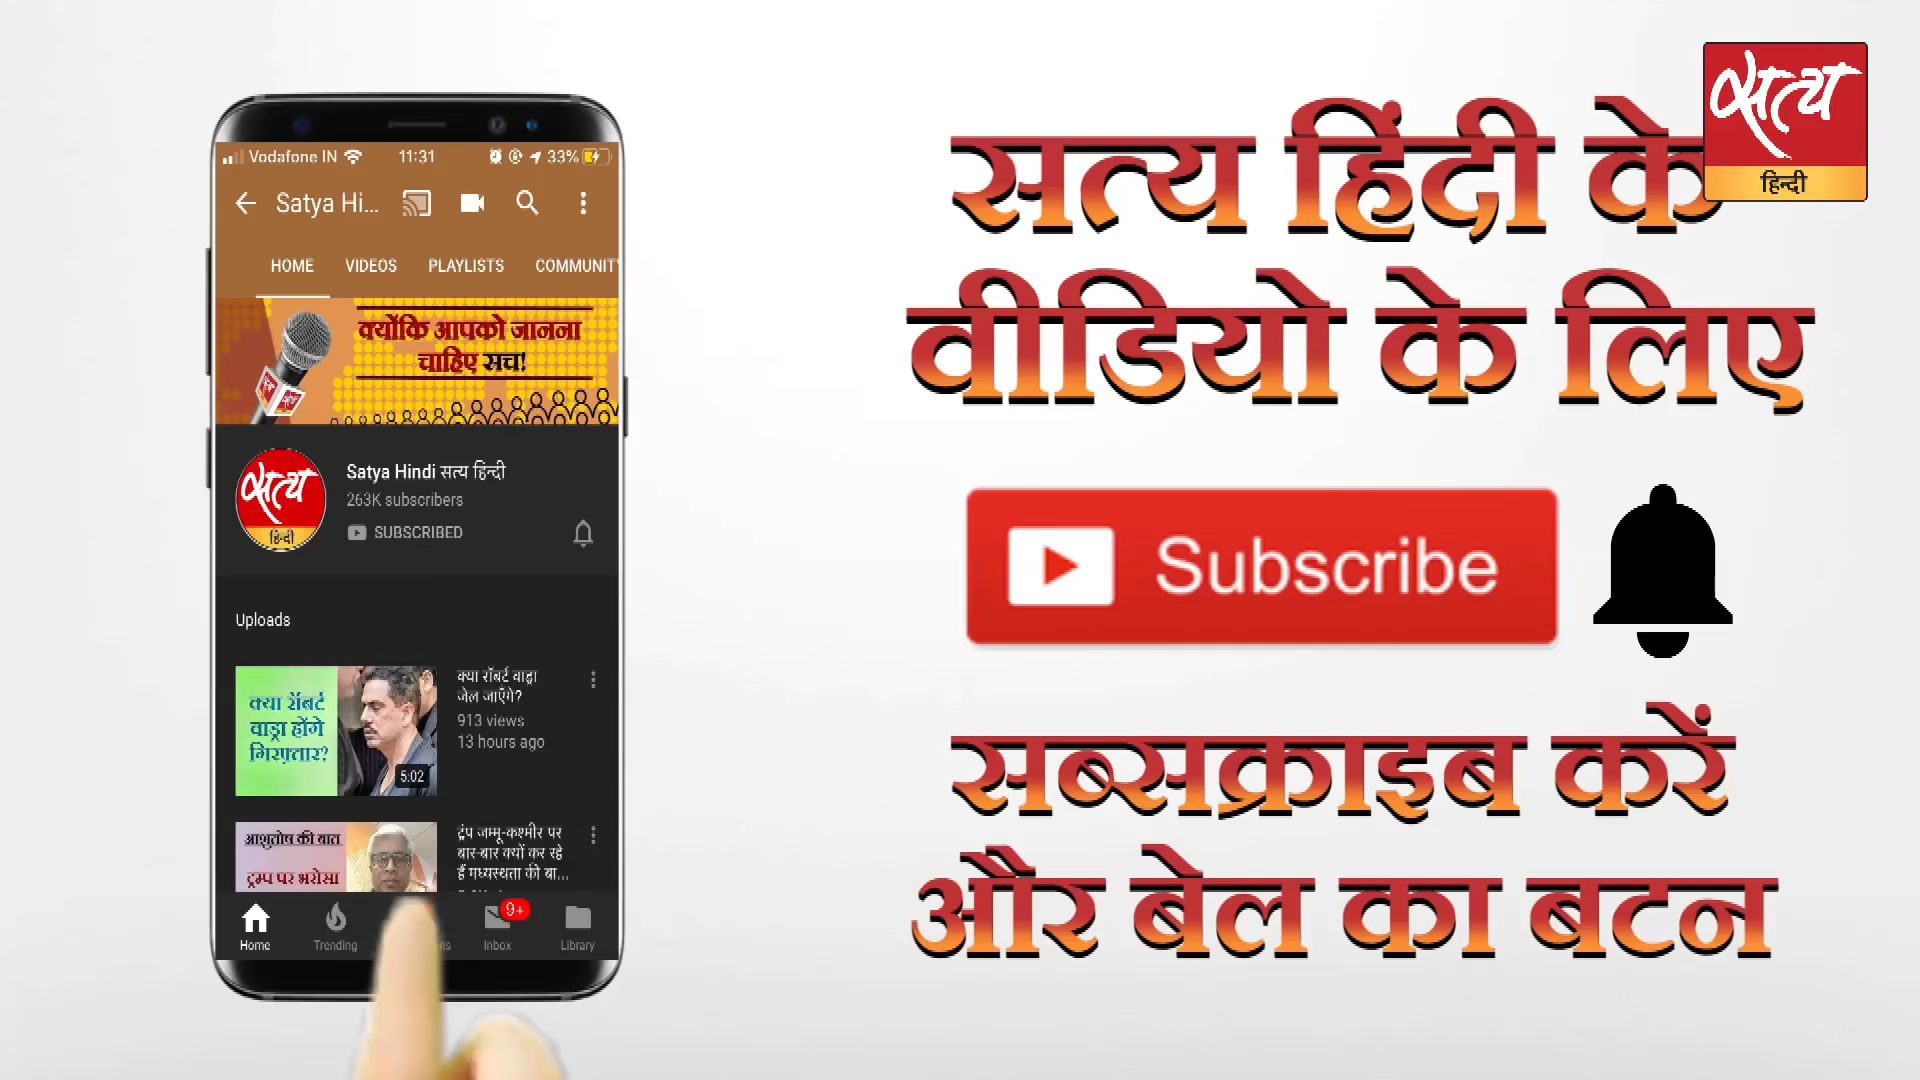 Vodafone IN
11:31
33%
Satya Hi...
HOME VIDEOS PLAYLISTS COMMUNITY
क्योंकि आपको जानना
चाहिए सच!
सत्य
हिन्दी
Satya Hindi सत्य हिन्दी
263K subscribers
SUBSCRIBED
Uploads
क्या रॉबर्ट
वाड्रा होंगे
गिरफ़्तार?
5:02
क्या रॉबर्ट वाड्रा
जेल जाएँगे?
913 views
13 hours ago
आशुतोष की बात
ट्रम्प पर भरोसा
ट्रंप जम्मू-कश्मीर पर
बार-बार क्यों कर रहे
हैं मध्यस्थता की बा...
9+
Home Trending Inbox Library
सत्य हिंदी के
वीडियो के लिए
Subscribe
सब्सक्राइब करें
और बेल का बटन
सत्य
हिन्दी